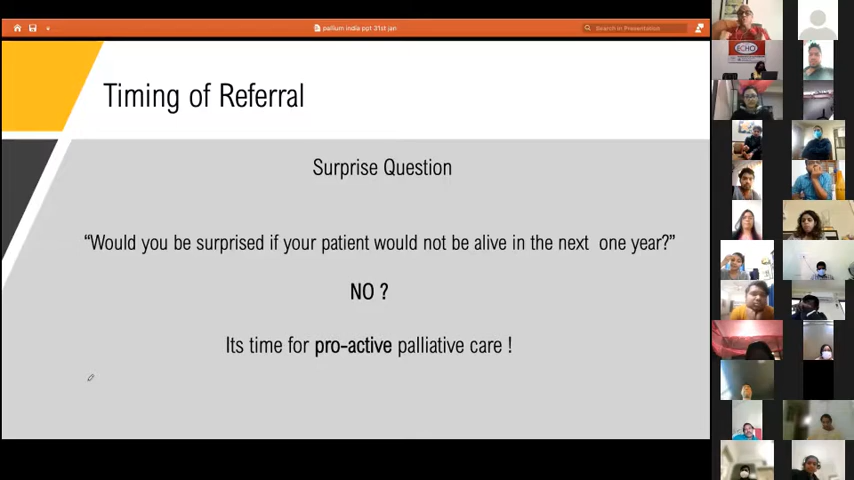 pallium india ppt 31st jan
Search in Presentation
Timing of Referral
Surprise Question
“Would you be surprised if your patient would not be alive in the next one year?”
NO ?
Its time for pro-active palliative care !
ECHO